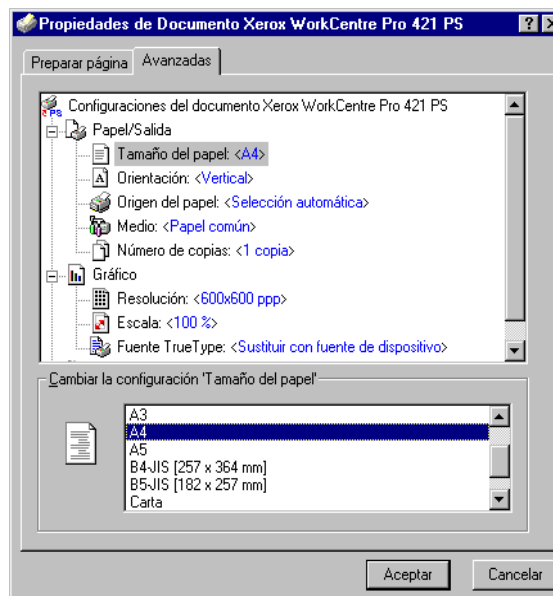 Propiedades de Documento Xerox WorkCentre Pro 421 PS
Preparar página
Avanzadas
Configuraciones del documento Xerox WorkCentre Pro 421 PS
Papel/Salida
Tamaño del papel: <A4>
Orientación: <Vertical>
Origen del papel: <Selección automática>
Medio: <Papel común>
Número de copias: <1 copia>
Gráfico
Resolución: <600x600 ppp>
Escala: <100 %>
Fuente TrueType: <Sustituir con fuente de dispositivo>
Cambiar la configuración 'Tamaño del papel'
A3
A4
A5
B4-JIS [257 x 364 mm]
B5-JIS [182 x 257 mm]
Carta
Aceptar
Cancelar